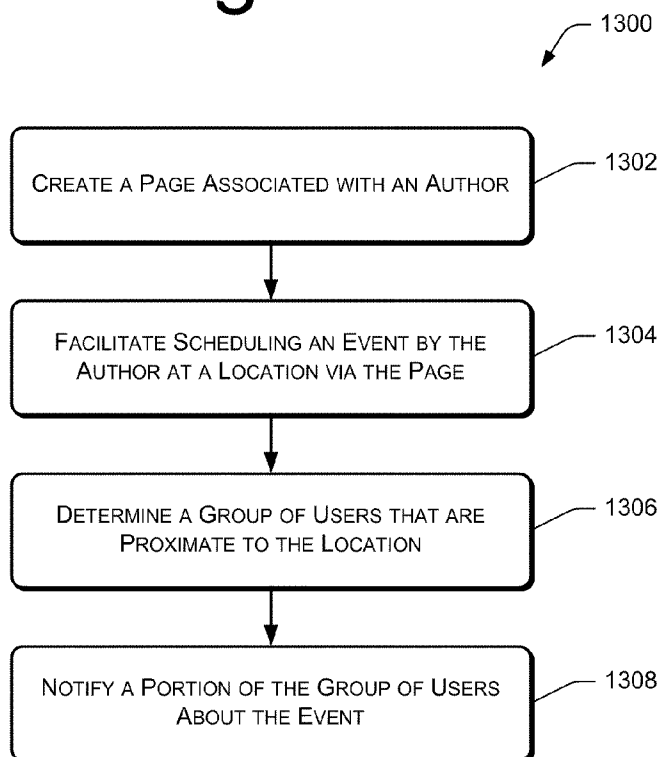 1300
CREATE A PAGE ASSOCIATED WITH AN AUTHOR
1302
FACILITATE SCHEDULING AN EVENT BY THE
AUTHOR AT A LOCATION VIA THE PAGE
1304
DETERMINE A GROUP OF USERS THAT ARE
PROXIMATE TO THE LOCATION
1306
NOTIFY A PORTION OF THE GROUP OF USERS
ABOUT THE EVENT
1308